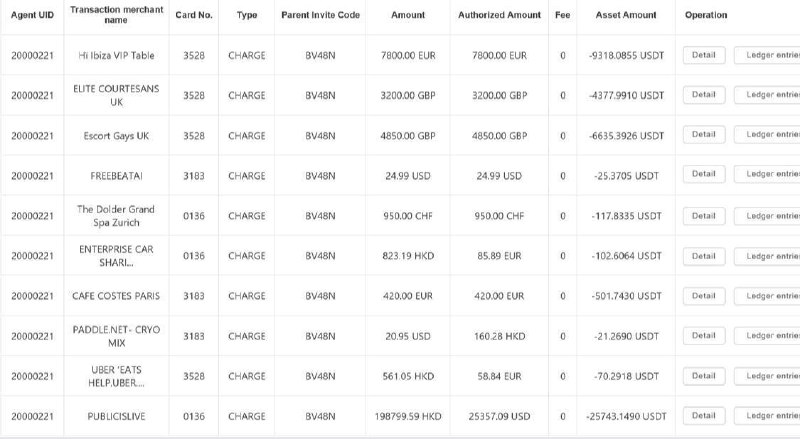 Agent UID Transaction merchant name Card No. Type Parent Invite Code Amount Authorized Amount Fee Asset Amount Operation
20000221 Hi Ibiza VIP Table 3528 CHARGE BV48N 7800.00 EUR 7800.00 EUR 0 -9318.0855 USDT Detail Ledger entries
20000221 ELITE COURTESANS UK 3528 CHARGE BV48N 3200.00 GBP 3200.00 GBP 0 -4377.9910 USDT Detail Ledger entries
20000221 Escort Gays UK 3528 CHARGE BV48N 4850.00 GBP 4850.00 GBP 0 -6635.3926 USDT Detail Ledger entries
20000221 FREEBEATAI 3183 CHARGE BV48N 24.99 USD 24.99 USD 0 -25.3705 USDT Detail Ledger entries
20000221 The Dolder Grand Spa Zurich 0136 CHARGE BV48N 950.00 CHF 950.00 CHF 0 -117.8335 USDT Detail Ledger entries
20000221 ENTERPRISE CAR SHARI... 0136 CHARGE BV48N 823.19 HKD 85.89 EUR 0 -102.6064 USDT Detail Ledger entries
20000221 CAFE COSTES PARIS 3183 CHARGE BV48N 420.00 EUR 420.00 EUR 0 -501.7430 USDT Detail Ledger entries
20000221 PADDLE.NET- CRYO MIX 3183 CHARGE BV48N 20.95 USD 160.28 HKD 0 -21.2690 USDT Detail Ledger entries
20000221 UBER 'EATS HELP.UBER.... 3528 CHARGE BV48N 561.05 HKD 58.84 EUR 0 -70.2918 USDT Detail Ledger entries
20000221 PUBLICISLIVE 0136 CHARGE BV48N 198799.59 HKD 25357.09 USD 0 -25743.1490 USDT Detail Ledger entries